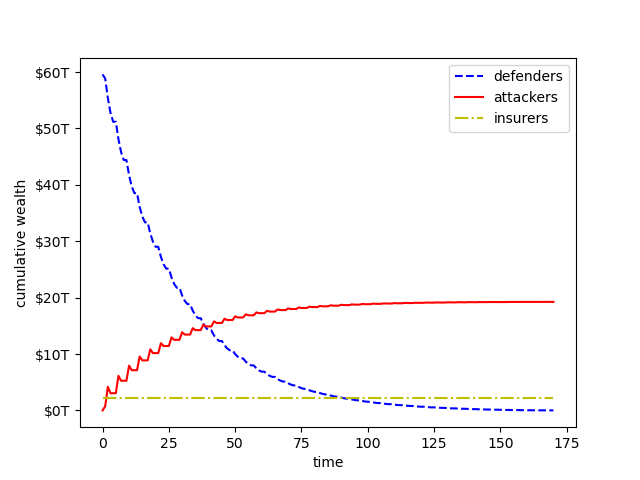 $60T
$50T
$40T
$30T
$20T
$10T
$0T
cumulative wealth
defenders
attackers
insurers
0 25 50 75 100 125 150 175
time